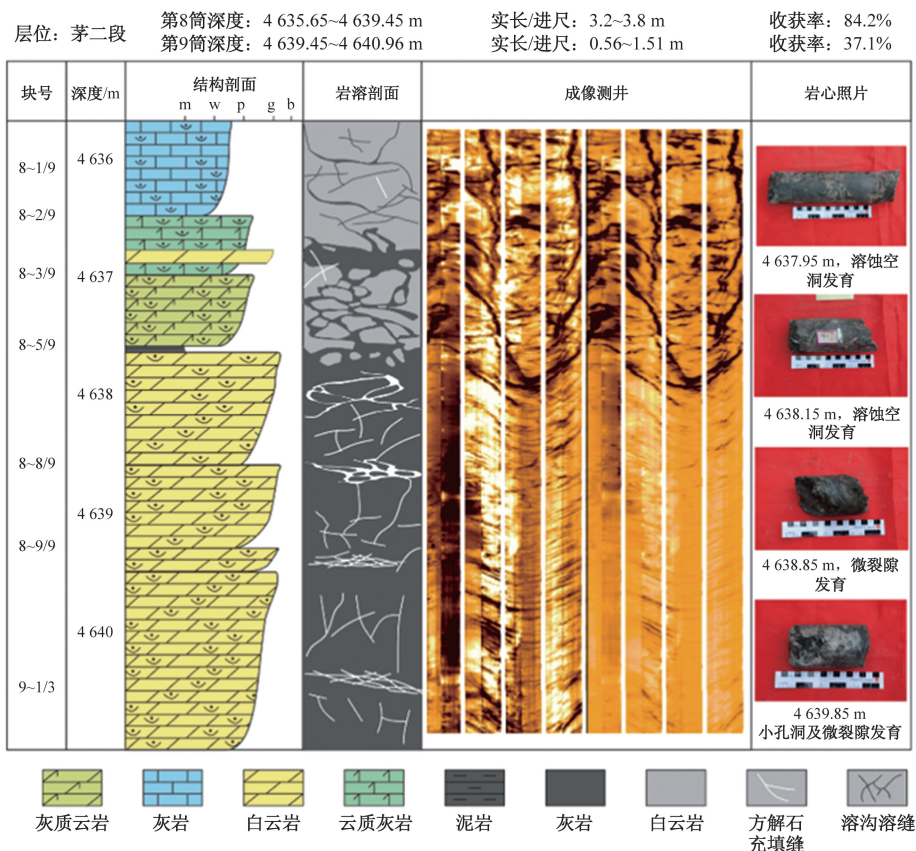 层位：茅二段
第8筒深度：4 635.65~4 639.45 m
实长/进尺：3.2~3.8 m
收获率：84.2%
第9筒深度：4 639.45~4 640.96 m
实长/进尺：0.56~1.51 m
收获率：37.1%
块号
深度/m
结构剖面
m w p g b
岩溶剖面
成像测井
岩心照片
8~1/9
8~2/9
8~3/9
8~5/9
8~8/9
8~9/9
9~1/3
4 636
4 637
4 638
4 639
4 640
4 637.95 m，溶蚀空
洞发育
4 638.15 m，溶蚀空
洞发育
4 638.85 m，微裂隙
发育
4 639.85 m
小孔洞及微裂隙发育
灰质云岩
灰岩
白云岩
云质灰岩
泥岩
灰岩
白云岩
方解石
充填缝
溶沟溶缝